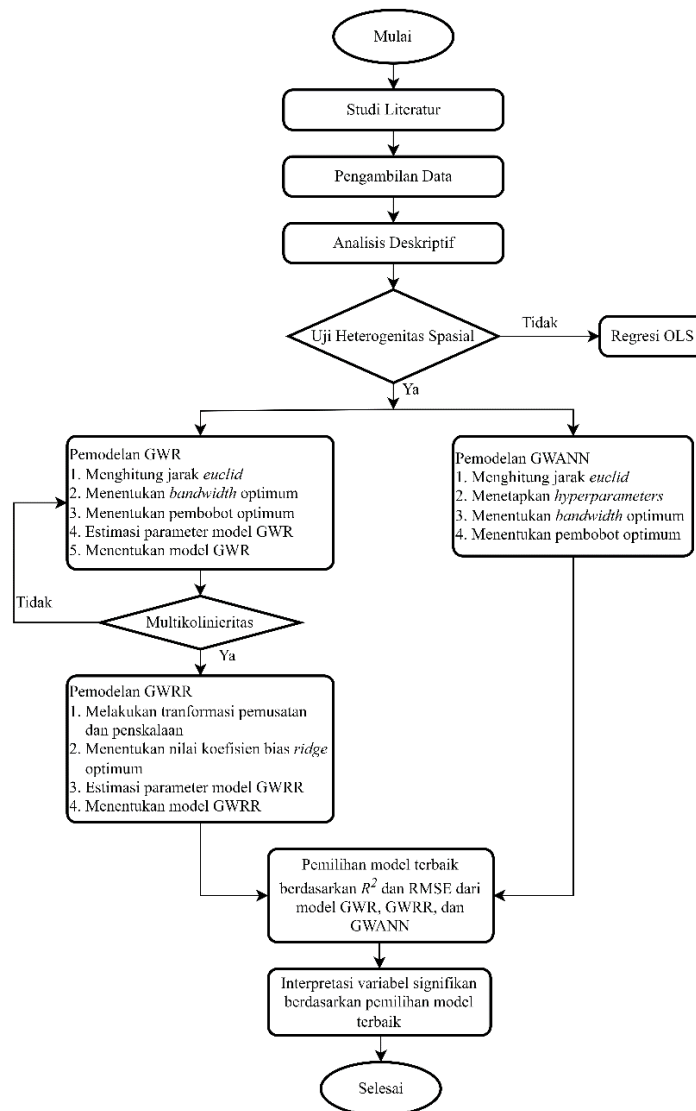 Mulai
Studi Literatur
Pengambilan Data
Analisis Deskriptif
Uji Heterogenitas Spasial
Tidak
Regresi OLS
Ya
Pemodelan GWR
1. Menghitung jarak euclid
2. Menentukan bandwidth optimum
3. Menentukan pembobot optimum
4. Estimasi parameter model GWR
5. Menentukan model GWR
Pemodelan GWANN
1. Menghitung jarak euclid
2. Menetapkan hyperparameters
3. Menentukan bandwidth optimum
4. Menentukan pembobot optimum
Tidak
Multikolinieritas
Ya
Pemodelan GWRR
1. Melakukan tranformasi pemusatan
dan penskalaan
2. Menentukan nilai koefisien bias ridge
optimum
3. Estimasi parameter model GWRR
4. Menentukan model GWRR
Pemilihan model terbaik
berdasarkan R² dan RMSE dari
model GWR, GWRR, dan
GWANN
Interpretasi variabel signifikan
berdasarkan pemilihan model
terbaik
Selesai